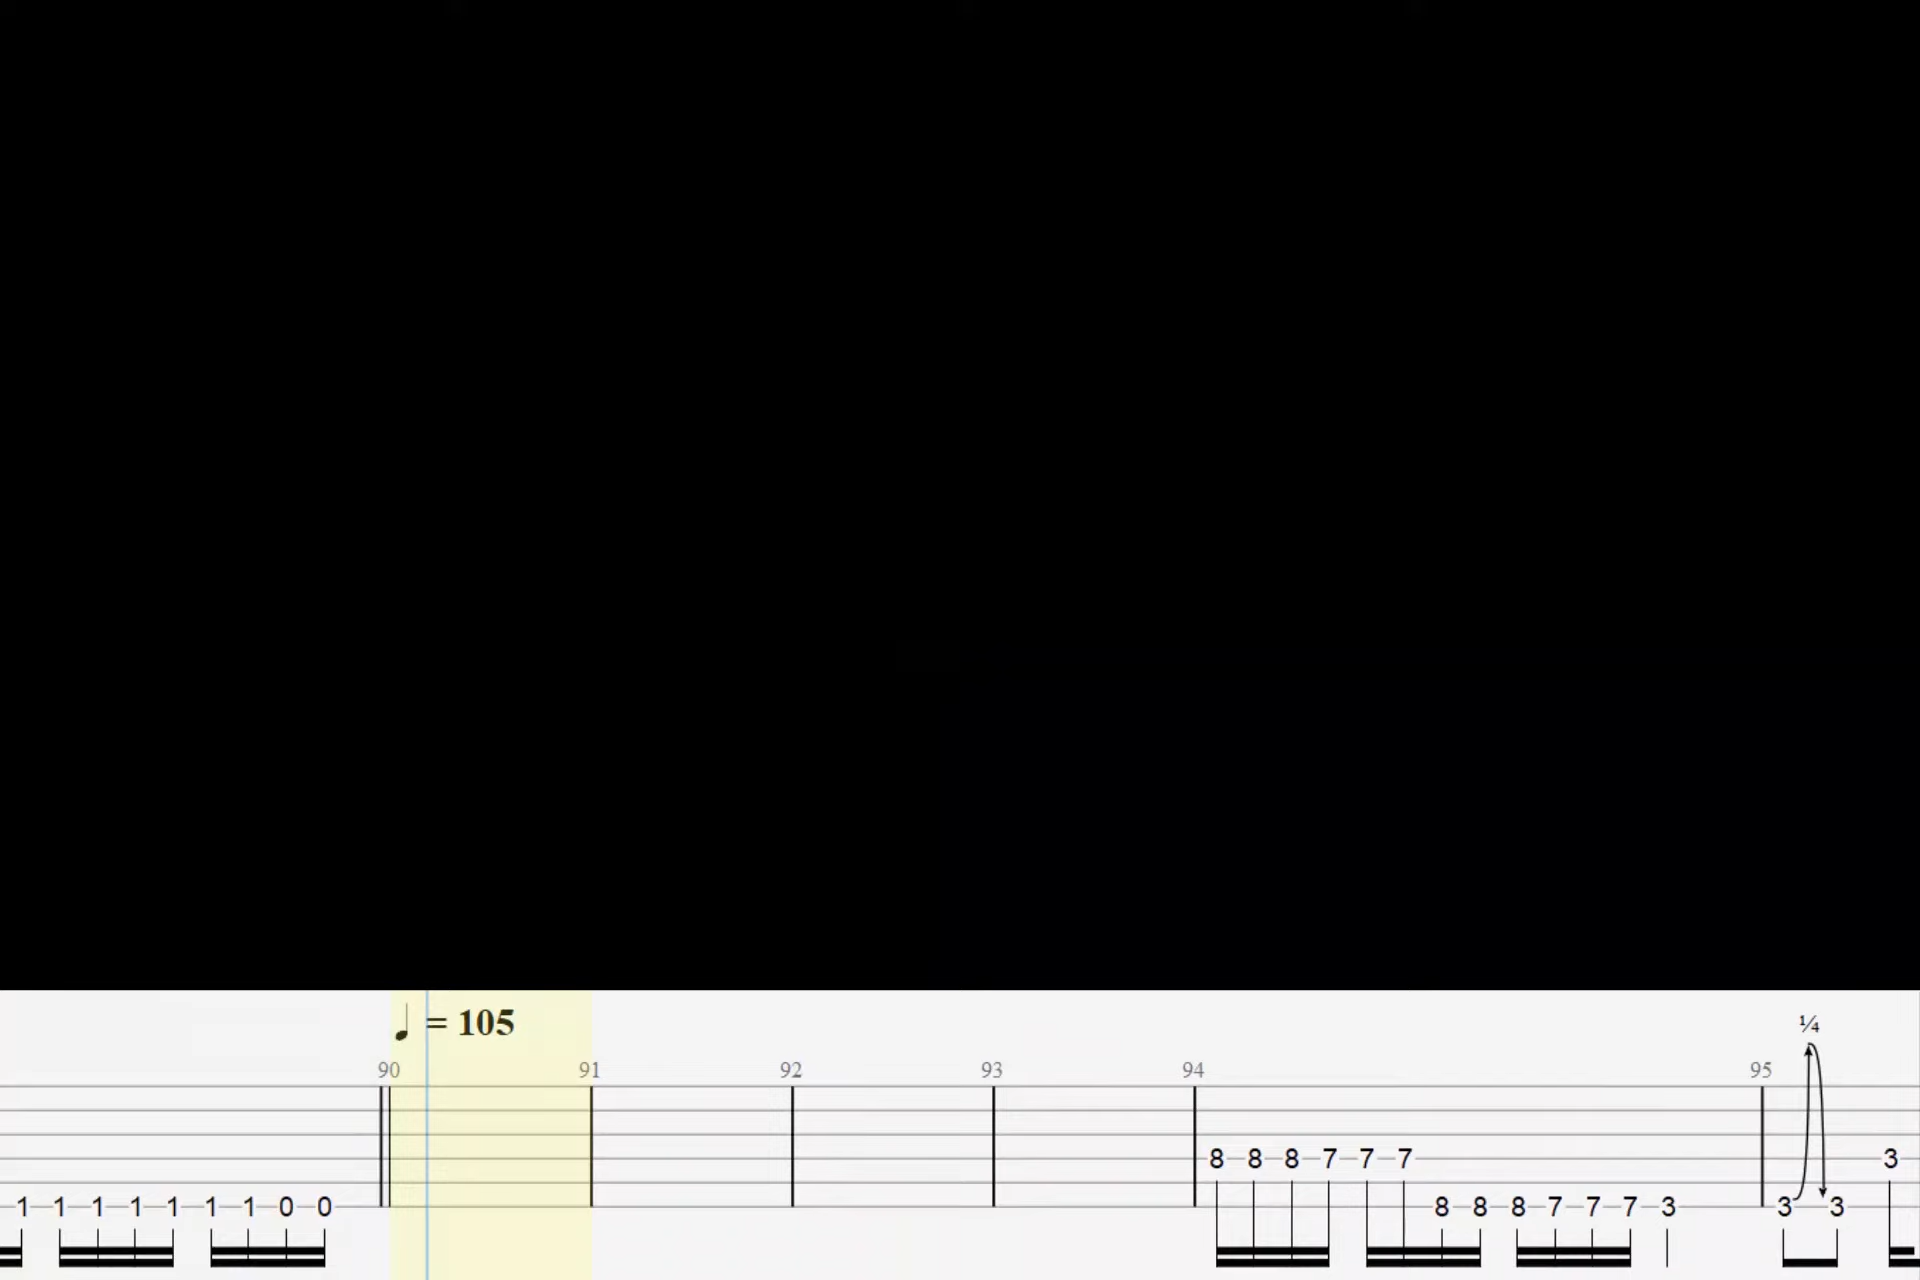 ♩ = 105
¼
90 91 92 93 94 95
8 8 8 7 7 7 3
1 1 1 1 1 1 1 0 0 8 8 8 7 7 7 3 3 3